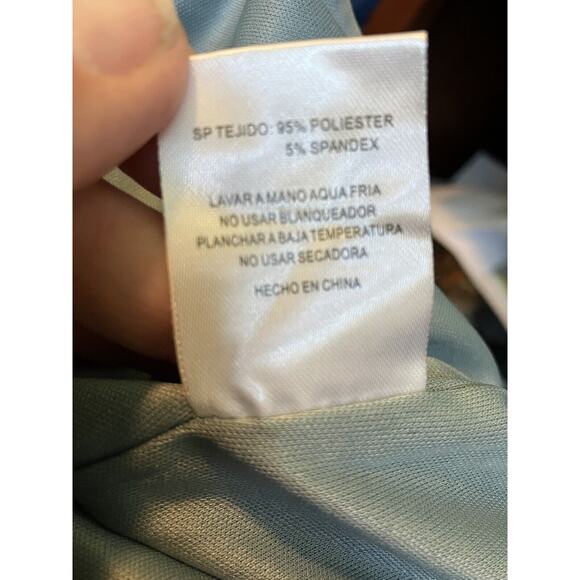 SP TEJIDO: 95% POLIESTER
5% SPANDEX
LAVAR A MANO AQUA FRIA
NO USAR BLANQUEADOR
PLANCHAR A BAJA TEMPERATURA
NO USAR SECADORA
HECHO EN CHINA